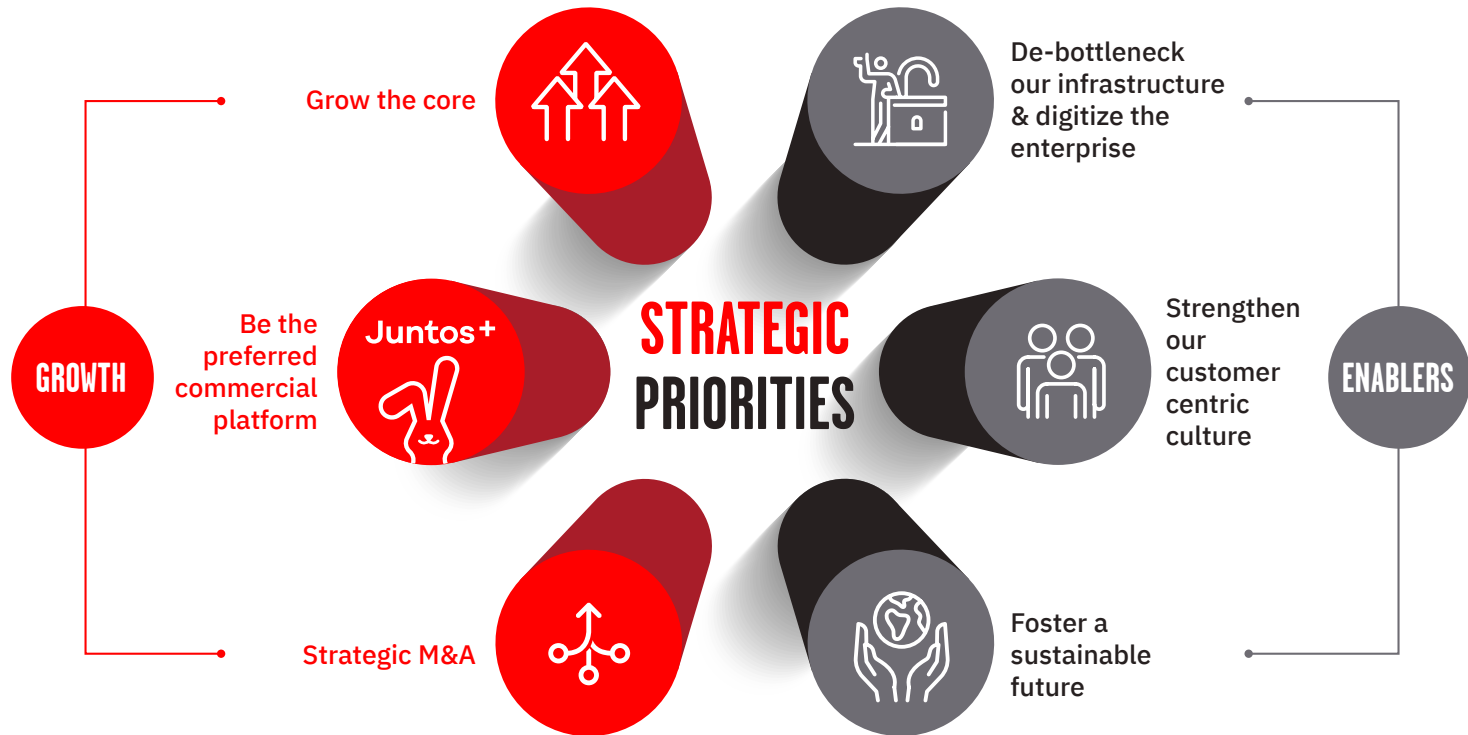 GROWTH
Grow the core
Be the
preferred
commercial
platform
Juntos+
Strategic M&A
STRATEGIC
PRIORITIES
De-bottleneck
our infrastructure
& digitize the
enterprise
Strengthen
our
customer
centric
culture
Foster a
sustainable
future
ENABLERS